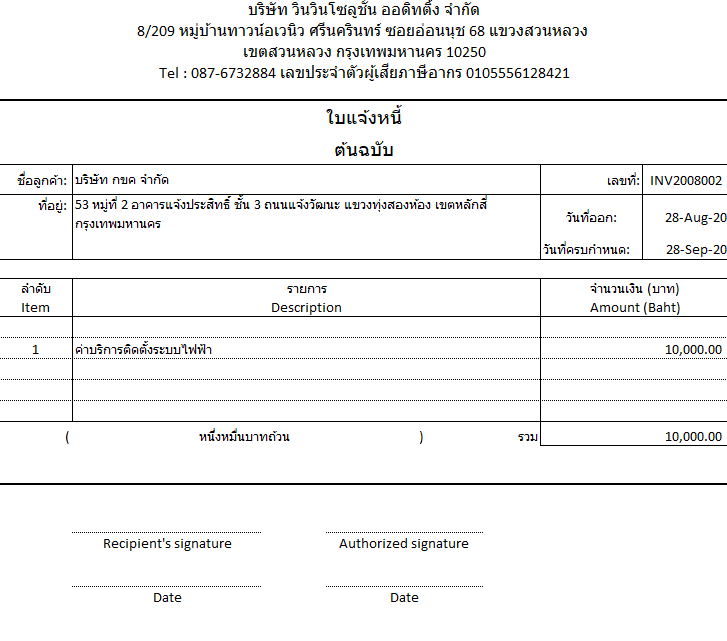 บริษัท วินวินโซลูชั่น ออดิทติ้ง จำกัด
8/209 หมู่บ้านทาวน์อเวนิว ศรีนครินทร์ ซอยอ่อนนุช 68 แขวงสวนหลวง
เขตสวนหลวง กรุงเทพมหานคร 10250
Tel : 087-6732884 เลขประจำตัวผู้เสียภาษีอากร 0105556128421
ใบแจ้งหนี้
ต้นฉบับ
ชื่อลูกค้า: บริษัท กขค จำกัด เลขที่: INV2008002
ที่อยู่: 53 หมู่ที่ 2 อาคารแจ้งประสิทธิ์ ชั้น 3 ถนนแจ้งวัฒนะ แขวงทุ่งสองห้อง เขตหลักสี่
กรุงเทพมหานคร วันที่ออก: 28-Aug-20
วันที่ครบกำหนด: 28-Sep-20
ลำดับ รายการ จำนวนเงิน (บาท)
Item Description Amount (Baht)
1 ค่าบริการติดตั้งระบบไฟฟ้า 10,000.00
( หนึ่งหมื่นบาทถ้วน ) รวม 10,000.00
Recipient's signature Authorized signature
Date Date